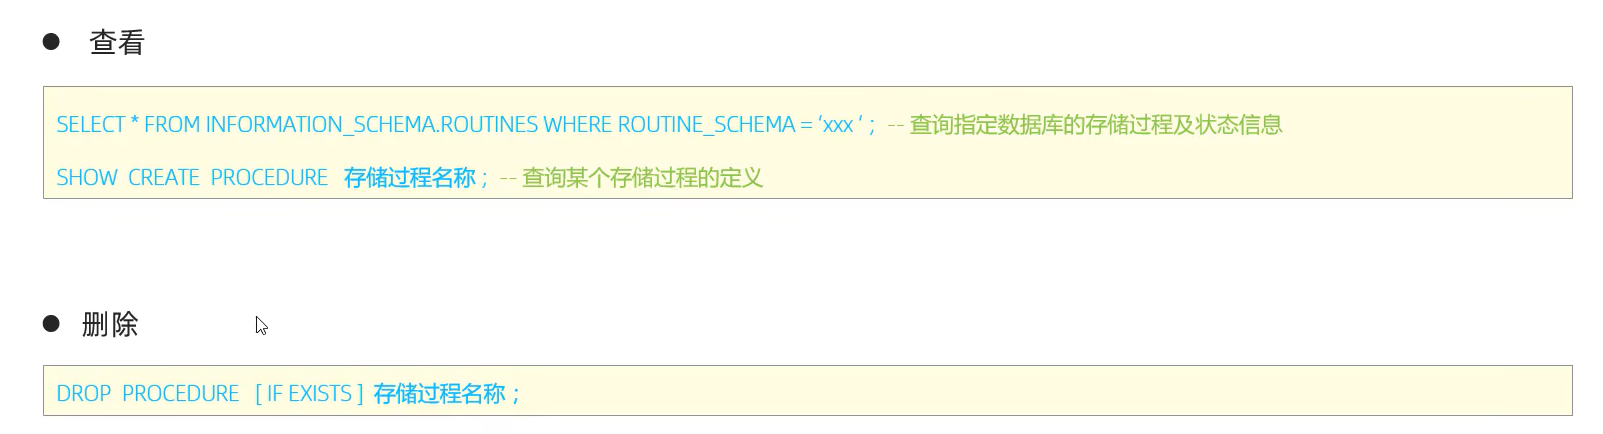 ● 查看
SELECT * FROM INFORMATION_SCHEMA.ROUTINES WHERE ROUTINE_SCHEMA = ‘xxx ‘ ; -- 查询指定数据库的存储过程及状态信息
SHOW CREATE PROCEDURE 存储过程名称 ; -- 查询某个存储过程的定义
● 删除
DROP PROCEDURE [ IF EXISTS ] 存储过程名称 ;